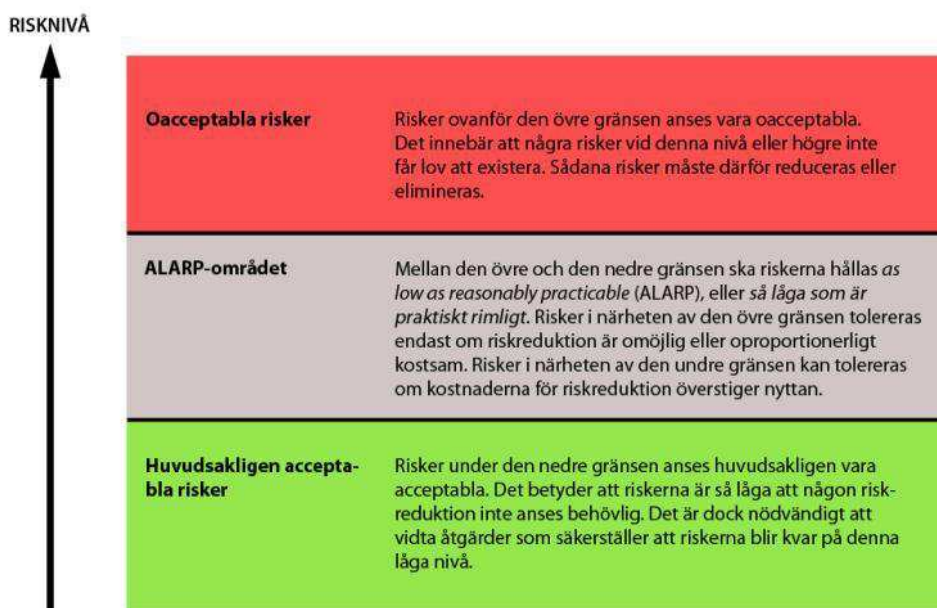 RISKNIVÅ
Oacceptabla risker
Risker ovanför den övre gränsen anses vara oacceptabla.
Det innebär att några risker vid denna nivå eller högre inte
får lov att existera. Sådana risker måste därför reduceras eller
elimineras.
ALARP-området
Mellan den övre och den nedre gränsen ska riskerna hållas as
low as reasonably practicable (ALARP), eller så låga som är
praktiskt rimligt. Risker i närheten av den övre gränsen tolereras
endast om riskreduktion är omöjlig eller oproportionerligt
kostsam. Risker i närheten av den undre gränsen kan tolereras
om kostnaderna för riskreduktion överstiger nyttan.
Huvudsakligen accepta-
bla risker
Risker under den nedre gränsen anses huvudsakligen vara
acceptabla. Det betyder att riskerna är så låga att någon risk-
reduktion inte anses behövlig. Det är dock nödvändigt att
vidta åtgärder som säkerställer att riskerna blir kvar på denna
låga nivå.